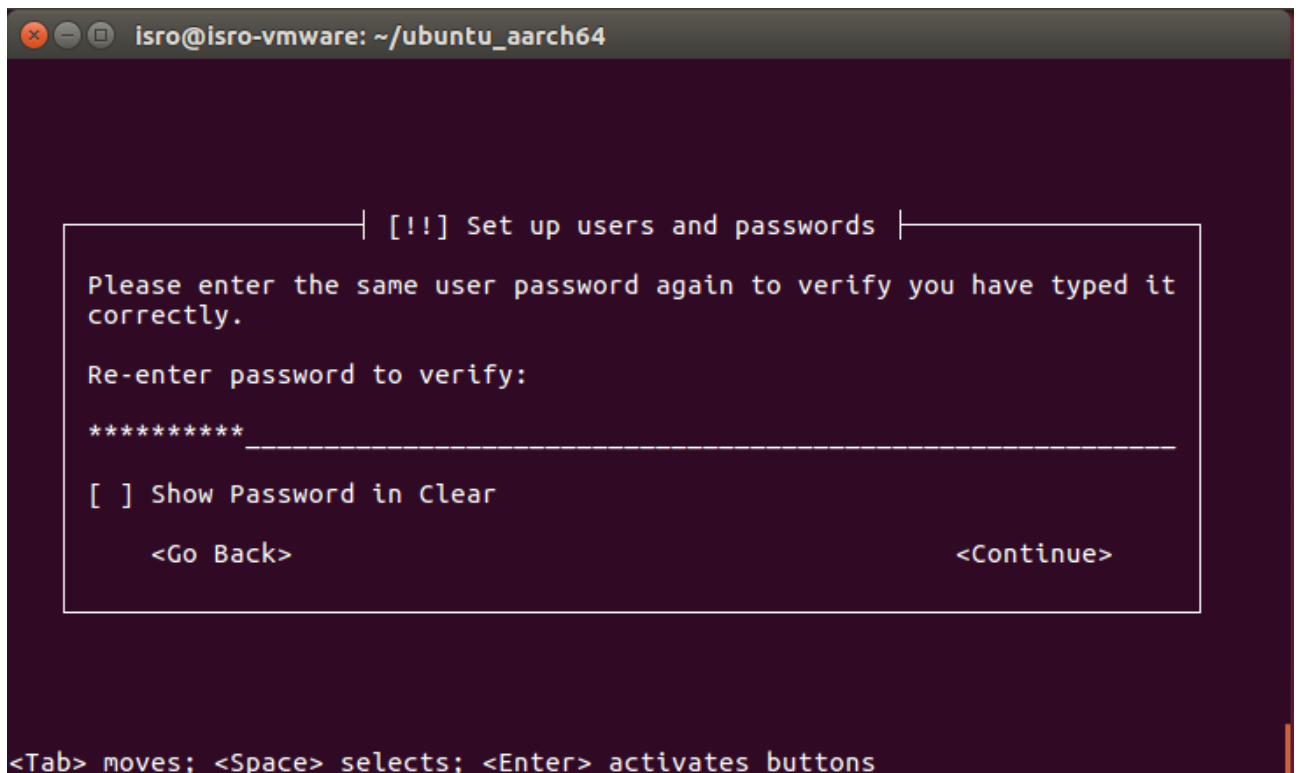 isro@isro-vmware: ~/ubuntu_aarch64
[!!] Set up users and passwords
Please enter the same user password again to verify you have typed it
correctly.
Re-enter password to verify:
**********____________________________________________________________
[ ] Show Password in Clear
<Go Back> <Continue>
<Tab> moves; <Space> selects; <Enter> activates buttons